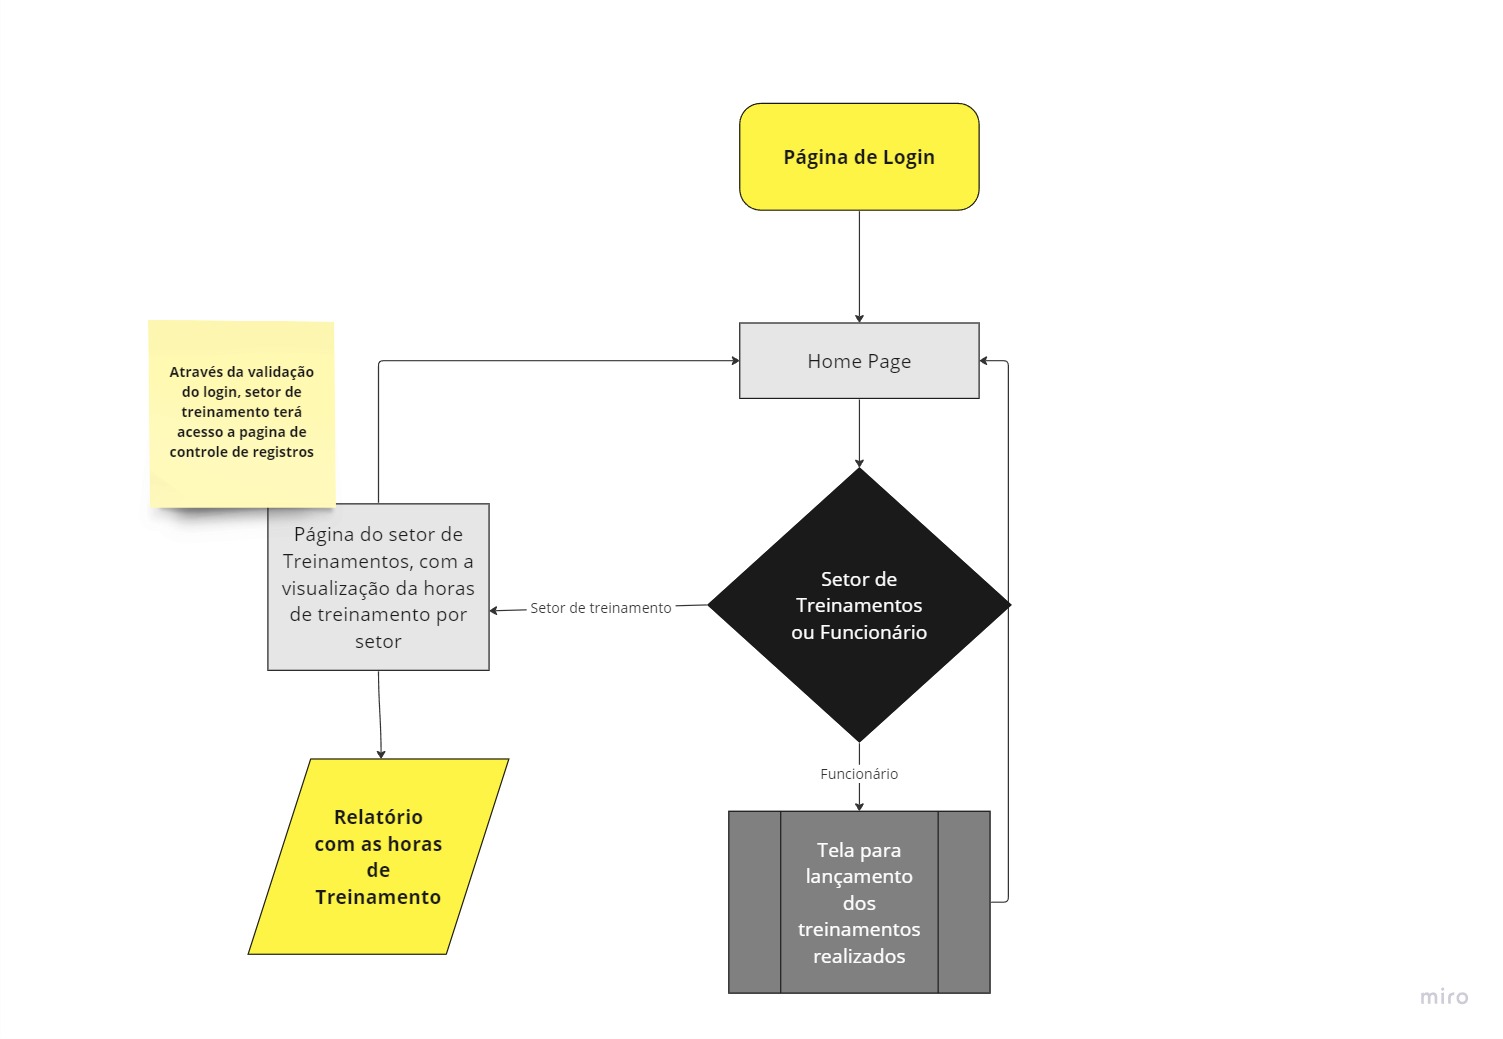 Página de Login
Home Page
Através da validação
do login, setor de
treinamento terá
acesso a pagina de
controle de registros
Página do setor de
Treinamentos, com a
visualização da horas
de treinamento por
setor
Setor de treinamento
Setor de
Treinamentos
ou Funcionário
Funcionário
Relatório
com as horas
de
Treinamento
Tela para
lançamento
dos
treinamentos
realizados
miro